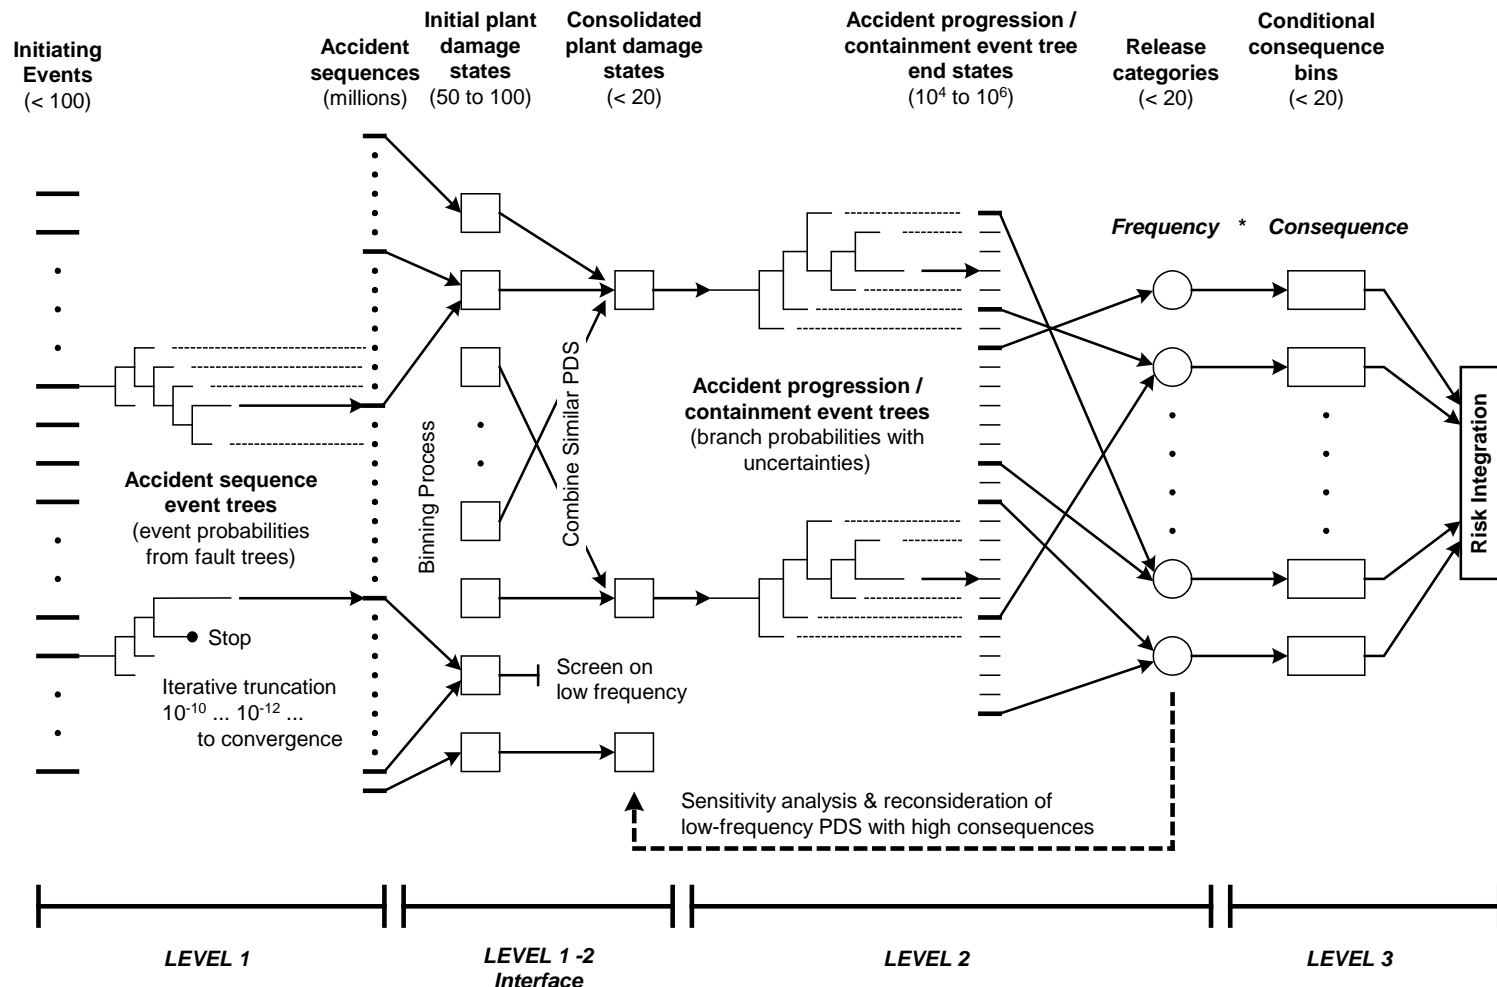 Initiating
Events
(< 100)
Accident
sequences
(millions)
Initial plant
damage
states
(50 to 100)
Consolidated
plant damage
states
(< 20)
Accident progression /
containment event tree
end states
(10⁴ to 10⁶)
Release
categories
(< 20)
Conditional
consequence
bins
(< 20)
Frequency * Consequence
Accident sequence
event trees
(event probabilities
from fault trees)
Binning Process
Combine Similar PDS
Accident progression /
containment event trees
(branch probabilities with
uncertainties)
Risk Integration
Stop
Iterative truncation
10⁻¹⁰ ... 10⁻¹² ...
to convergence
Screen on
low frequency
Sensitivity analysis & reconsideration of
low-frequency PDS with high consequences
LEVEL 1
LEVEL 1 -2
Interface
LEVEL 2
LEVEL 3